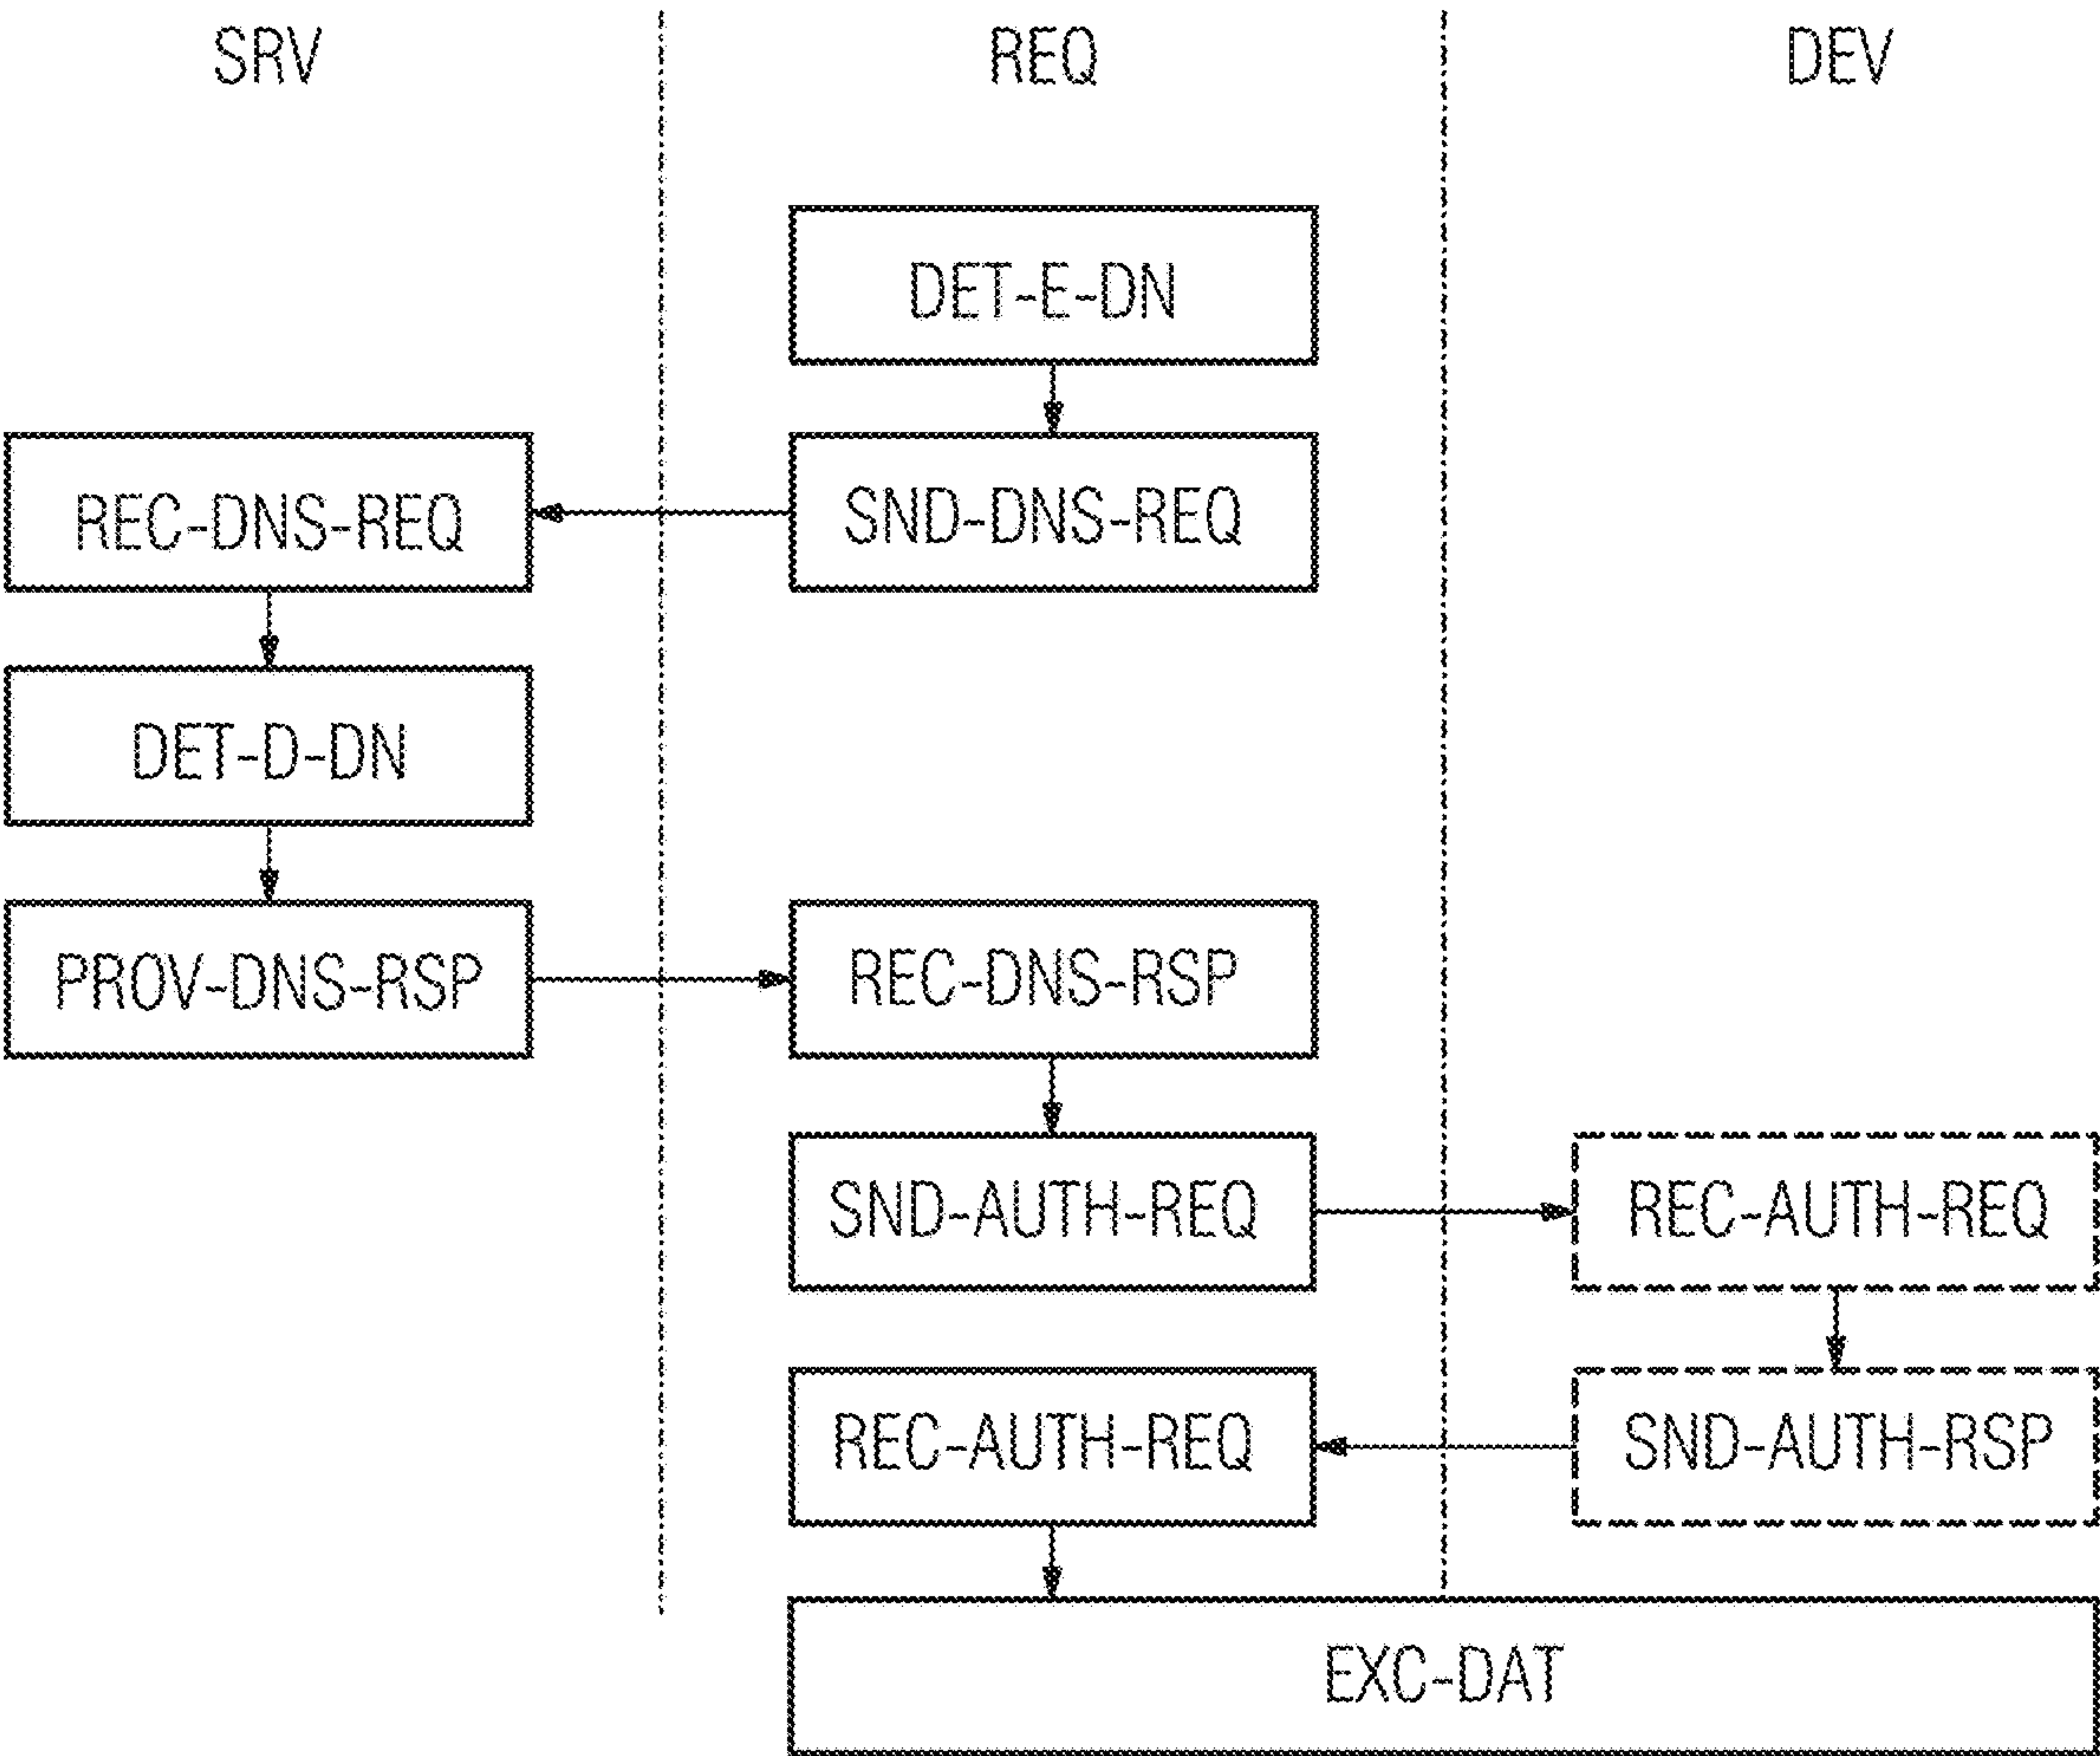 SRV REQ DEV
DET-E-DN
REC-DNS-REQ SND-DNS-REQ
DET-D-DN
PROV-DNS-RSP REC-DNS-RSP
SND-AUTH-REQ REC-AUTH-REQ
REC-AUTH-REQ SND-AUTH-RSP
EXC-DAT